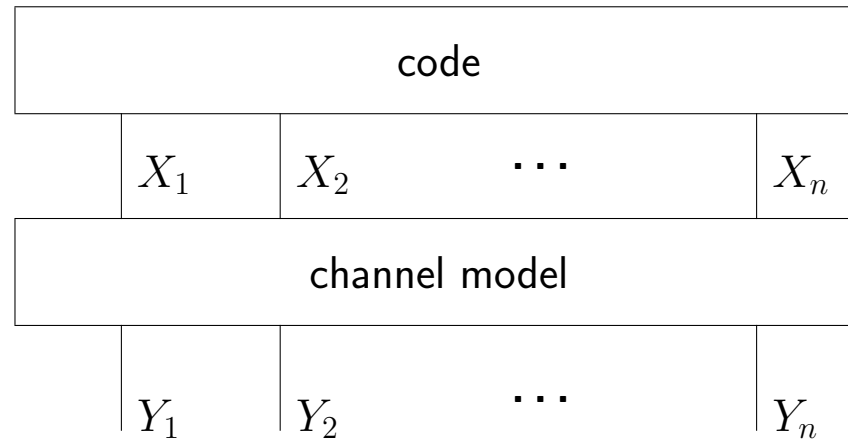 code
X₁ X₂ ... Xₙ
channel model
Y₁ Y₂ ... Yₙ